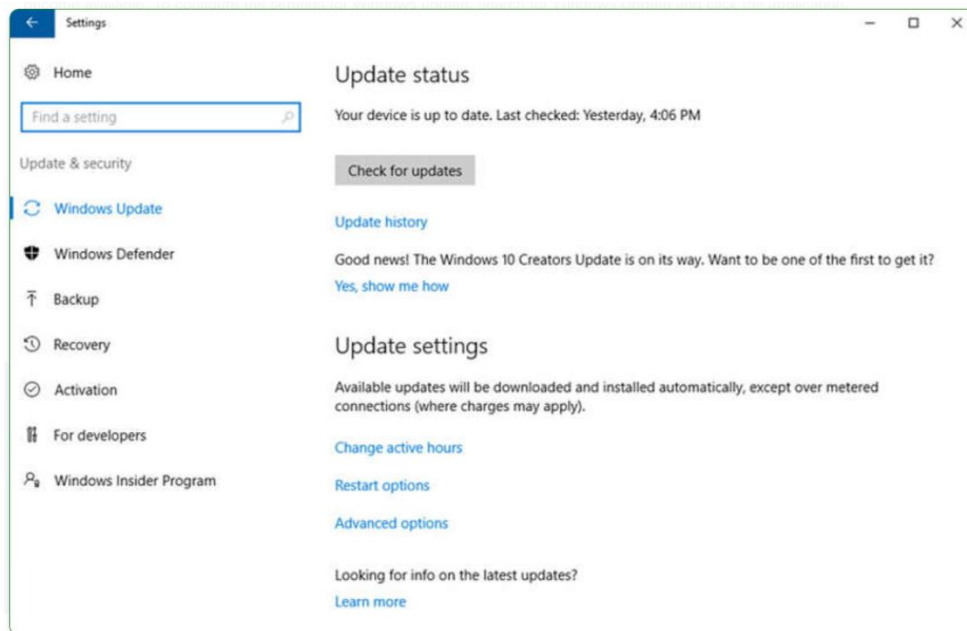 Settings
Home
Find a setting
Update & security
Windows Update
Windows Defender
Backup
Recovery
Activation
For developers
Windows Insider Program
Update status
Your device is up to date. Last checked: Yesterday, 4:06 PM
Check for updates
Update history
Good news! The Windows 10 Creators Update is on its way. Want to be one of the first to get it?
Yes, show me how
Update settings
Available updates will be downloaded and installed automatically, except over metered
connections (where charges may apply).
Change active hours
Restart options
Advanced options
Looking for info on the latest updates?
Learn more